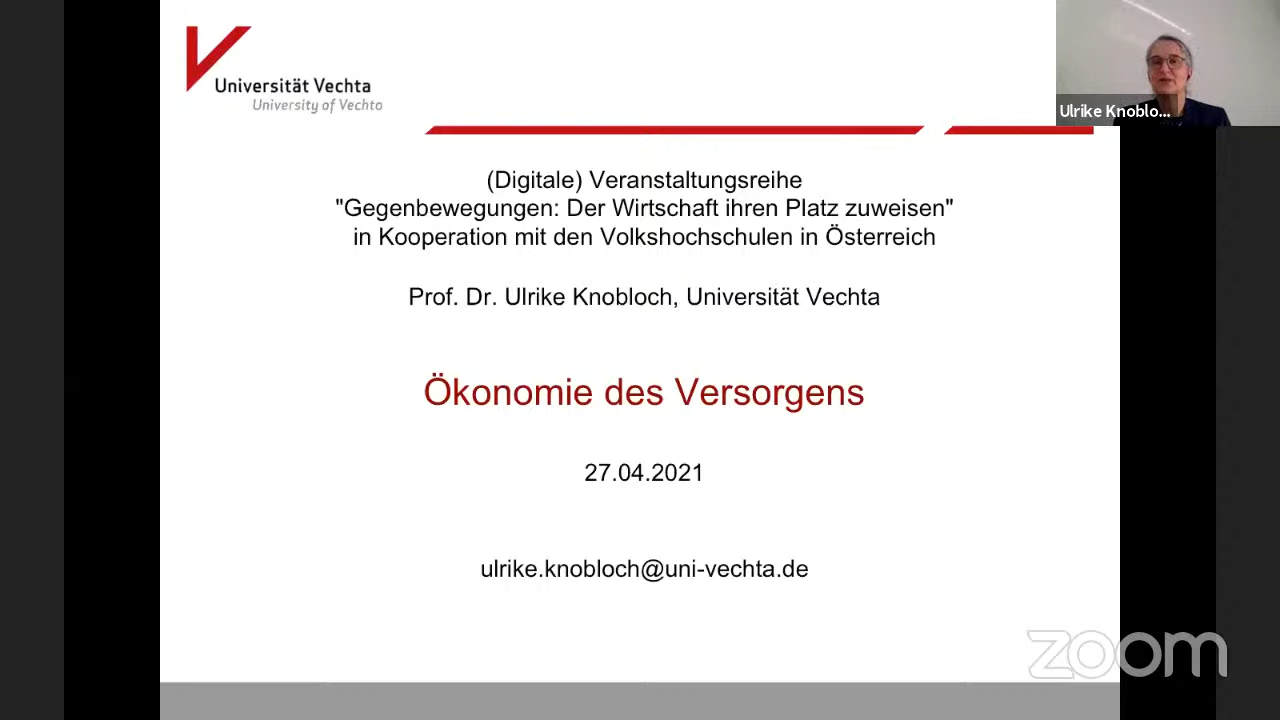 Universität Vechta
University of Vechta
Ulrike Knoblo...
(Digitale) Veranstaltungsreihe
"Gegenbewegungen: Der Wirtschaft ihren Platz zuweisen"
in Kooperation mit den Volkshochschulen in Österreich
Prof. Dr. Ulrike Knobloch, Universität Vechta
Ökonomie des Versorgens
27.04.2021
ulrike.knobloch@uni-vechta.de
zoom